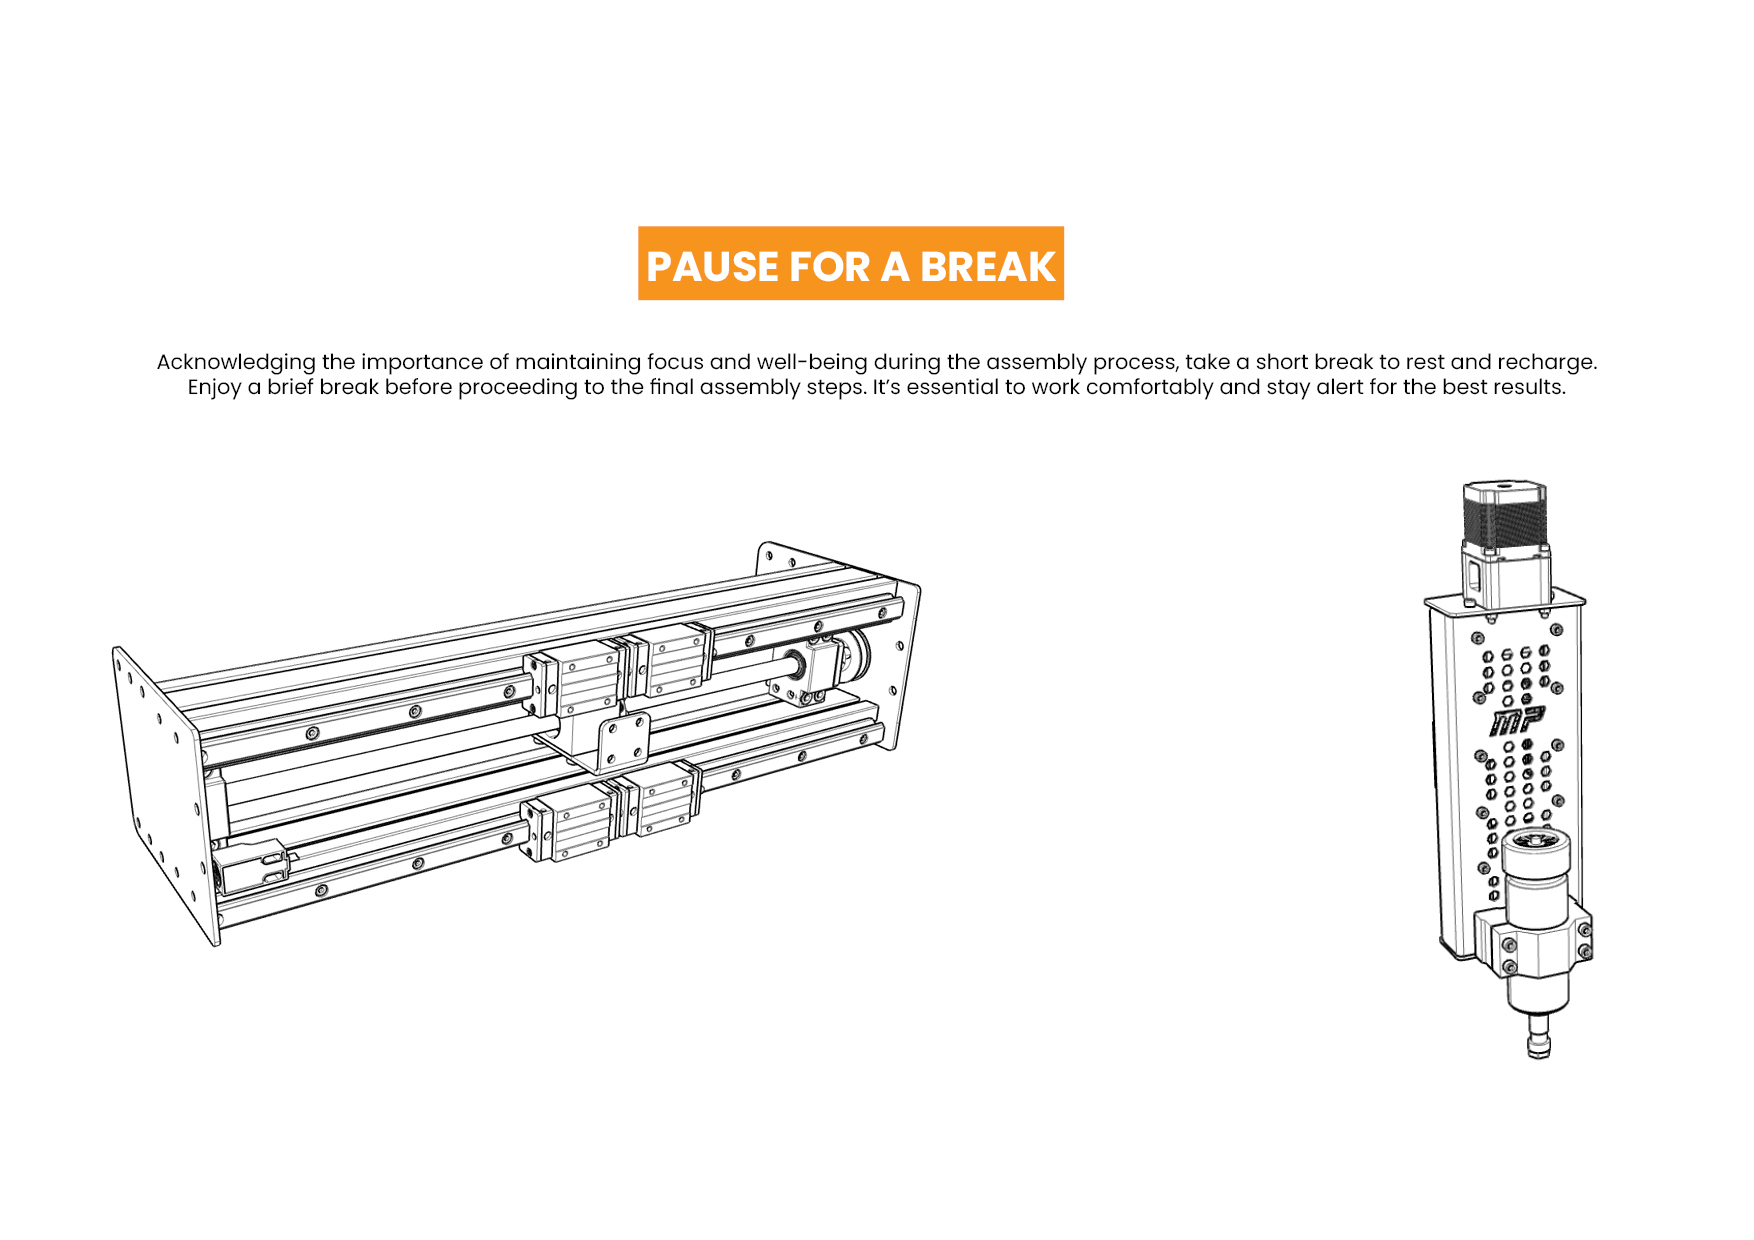 PAUSE FOR A BREAK
Acknowledging the importance of maintaining focus and well-being during the assembly process, take a short break to rest and recharge.
Enjoy a brief break before proceeding to the final assembly steps. It's essential to work comfortably and stay alert for the best results.
MP